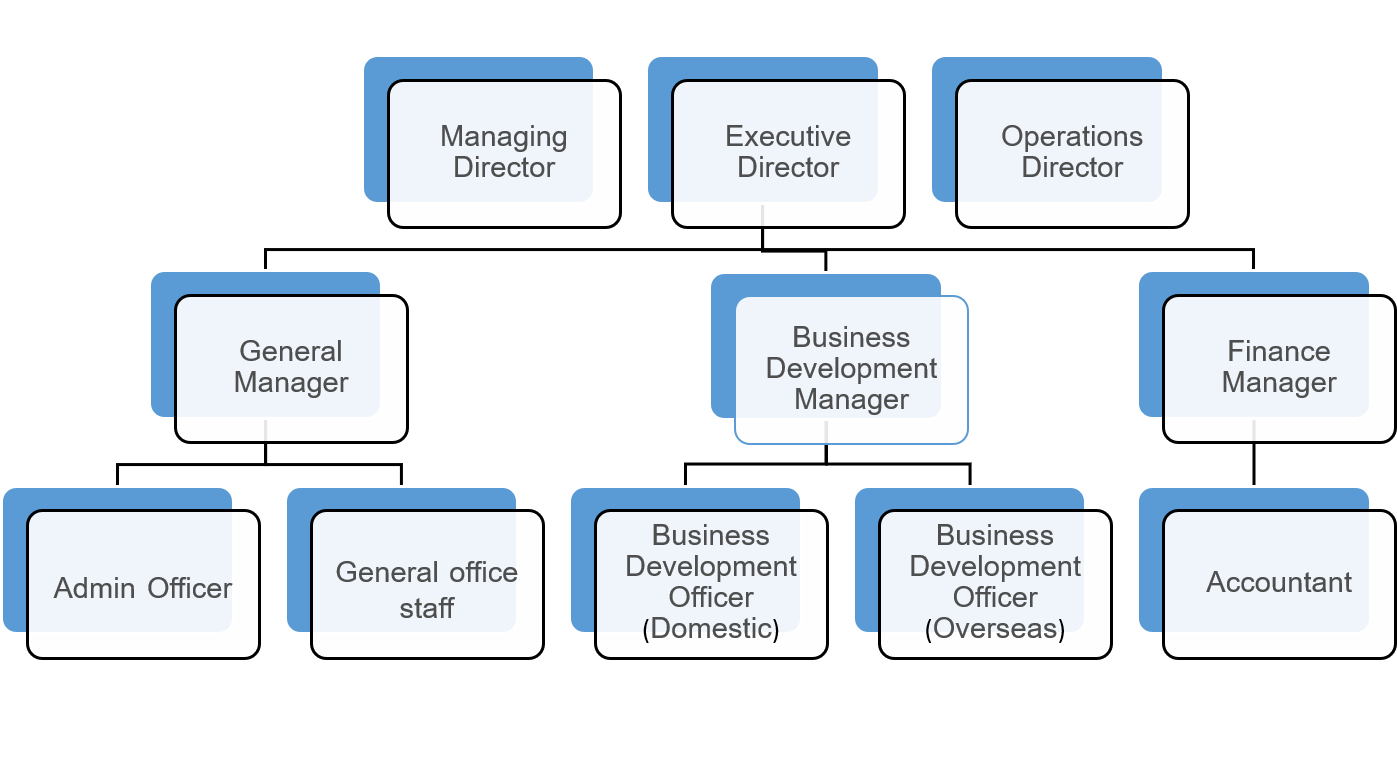 Managing
Director
Executive
Director
Operations
Director
General
Manager
Business
Development
Manager
Finance
Manager
Admin Officer
General office
staff
Business
Development
Officer
(Domestic)
Business
Development
Officer
(Overseas)
Accountant